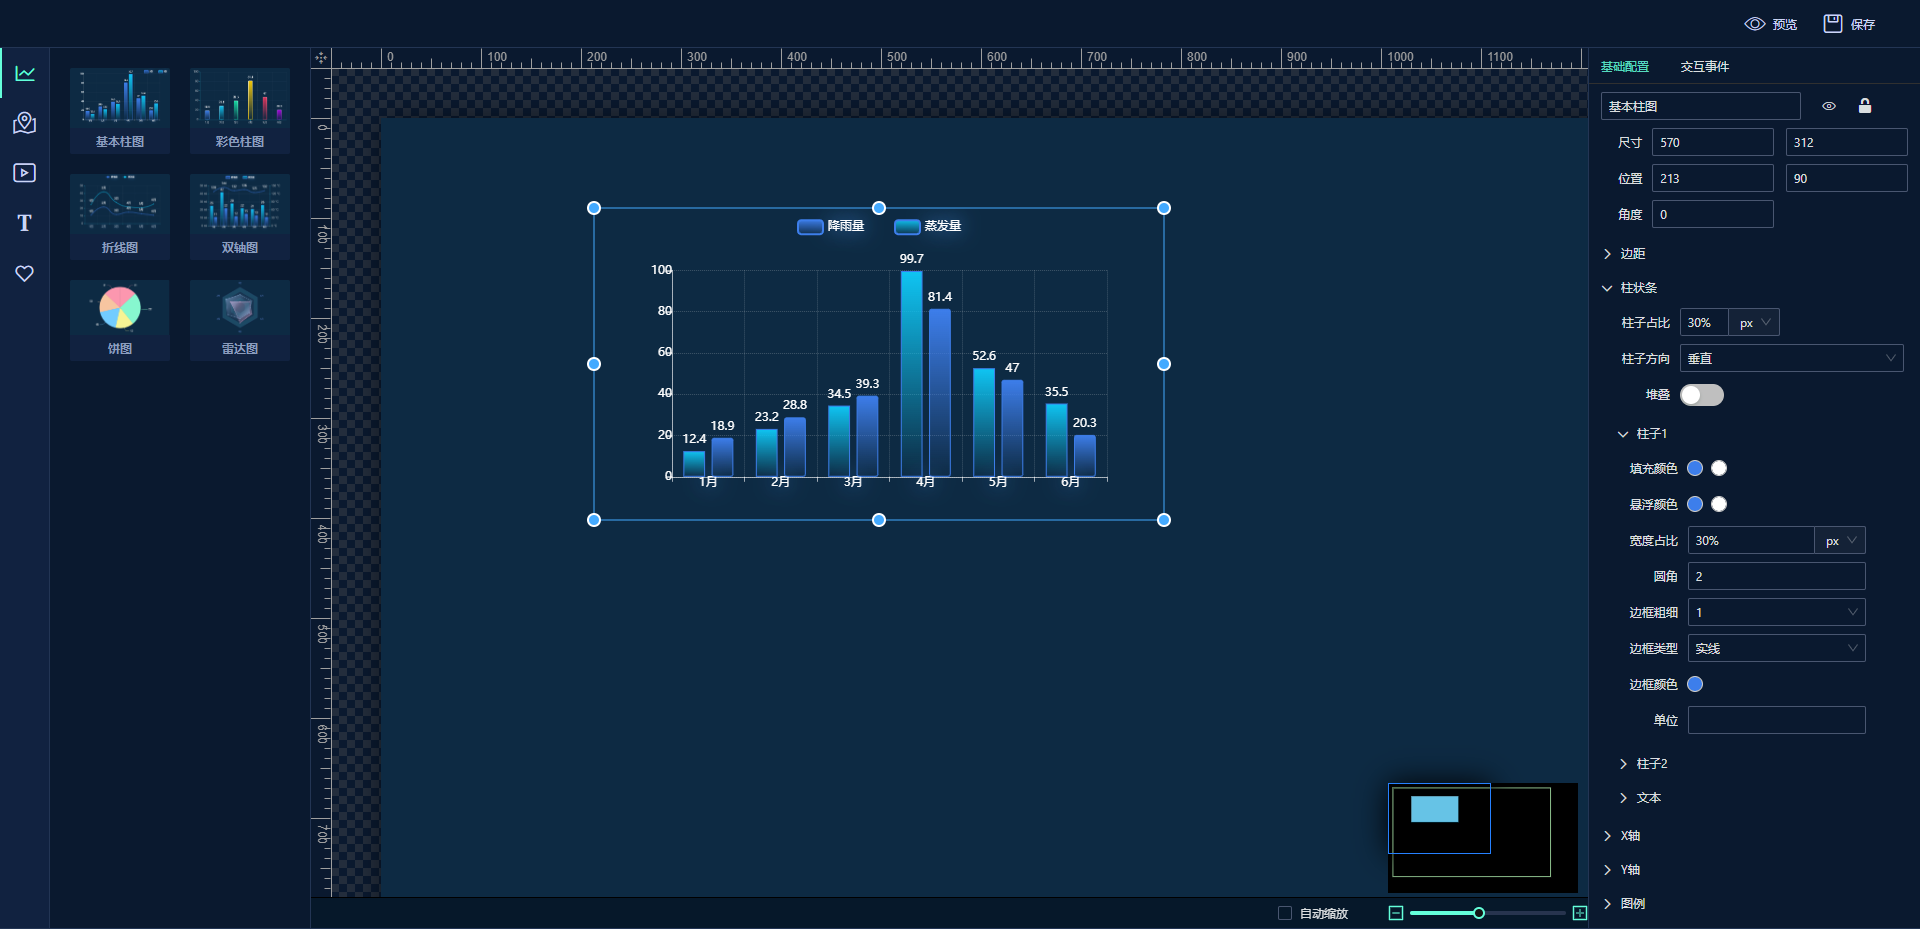 预览
保存
基本柱图
彩色柱图
折线图
双轴图
饼图
雷达图
0
100
200
300
400
500
600
700
800
900
1000
1100
0
100
200
300
400
500
600
700
降雨量
蒸发量
100
80
60
40
20
0
12.4
18.9
23.2
28.8
34.5
39.3
99.7
81.4
52.6
47
35.5
20.3
1月
2月
3月
4月
5月
6月
自动缩放
基础配置
交互事件
基本柱图
尺寸 570 312
位置 213 90
角度 0
边距
柱状条
柱子占比 30% px
柱子方向 垂直
堆叠
柱子1
填充颜色
悬浮颜色
宽度占比 30% px
圆角 2
边框粗细 1
边框类型 实线
边框颜色
单位
柱子2
文本
X轴
Y轴
图例